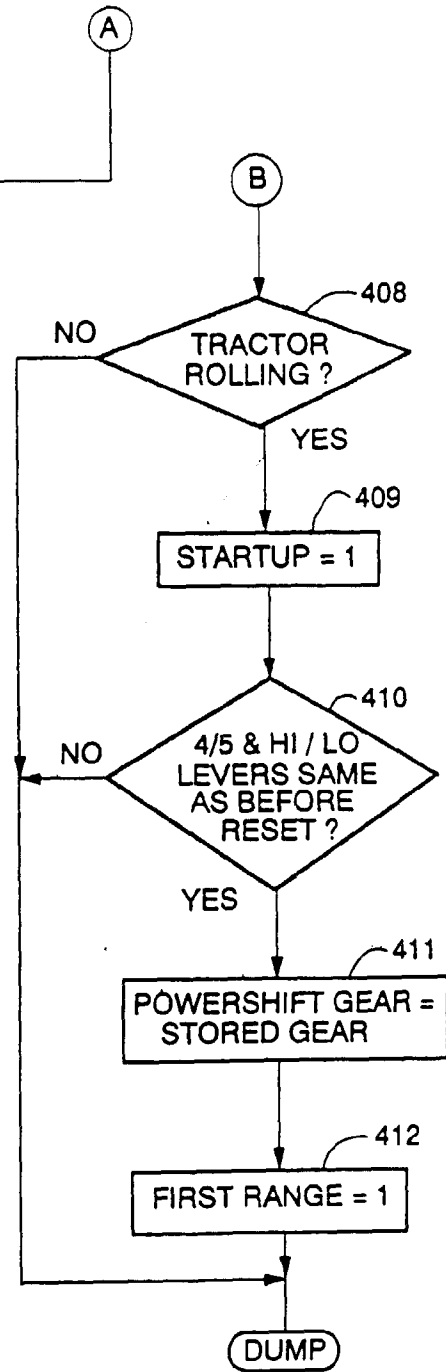 A
B
408
NO
TRACTOR
ROLLING ?
YES
409
STARTUP = 1
410
NO
4/5 & HI / LO
LEVERS SAME
AS BEFORE
RESET ?
YES
411
POWERSHIFT GEAR =
STORED GEAR
412
FIRST RANGE = 1
DUMP